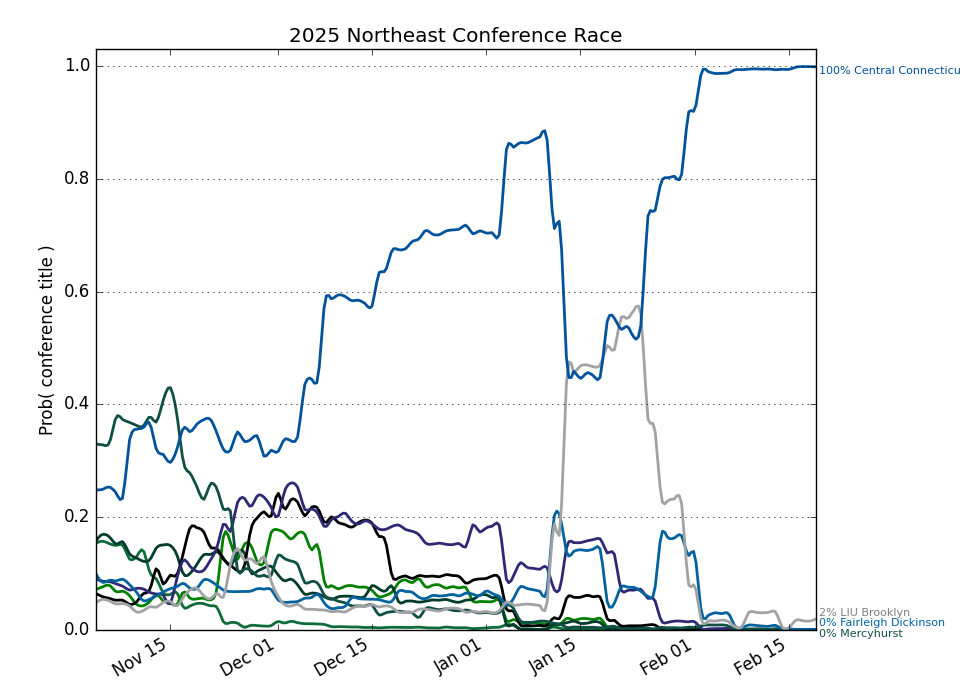 2025 Northeast Conference Race
Prob( conference title )
1.0
0.8
0.6
0.4
0.2
0.0
100% Central Connecticu
2% LIU Brooklyn
0% Fairleigh Dickinson
0% Mercyhurst
Nov 15
Dec 01
Dec 15
Jan 01
Jan 15
Feb 01
Feb 15